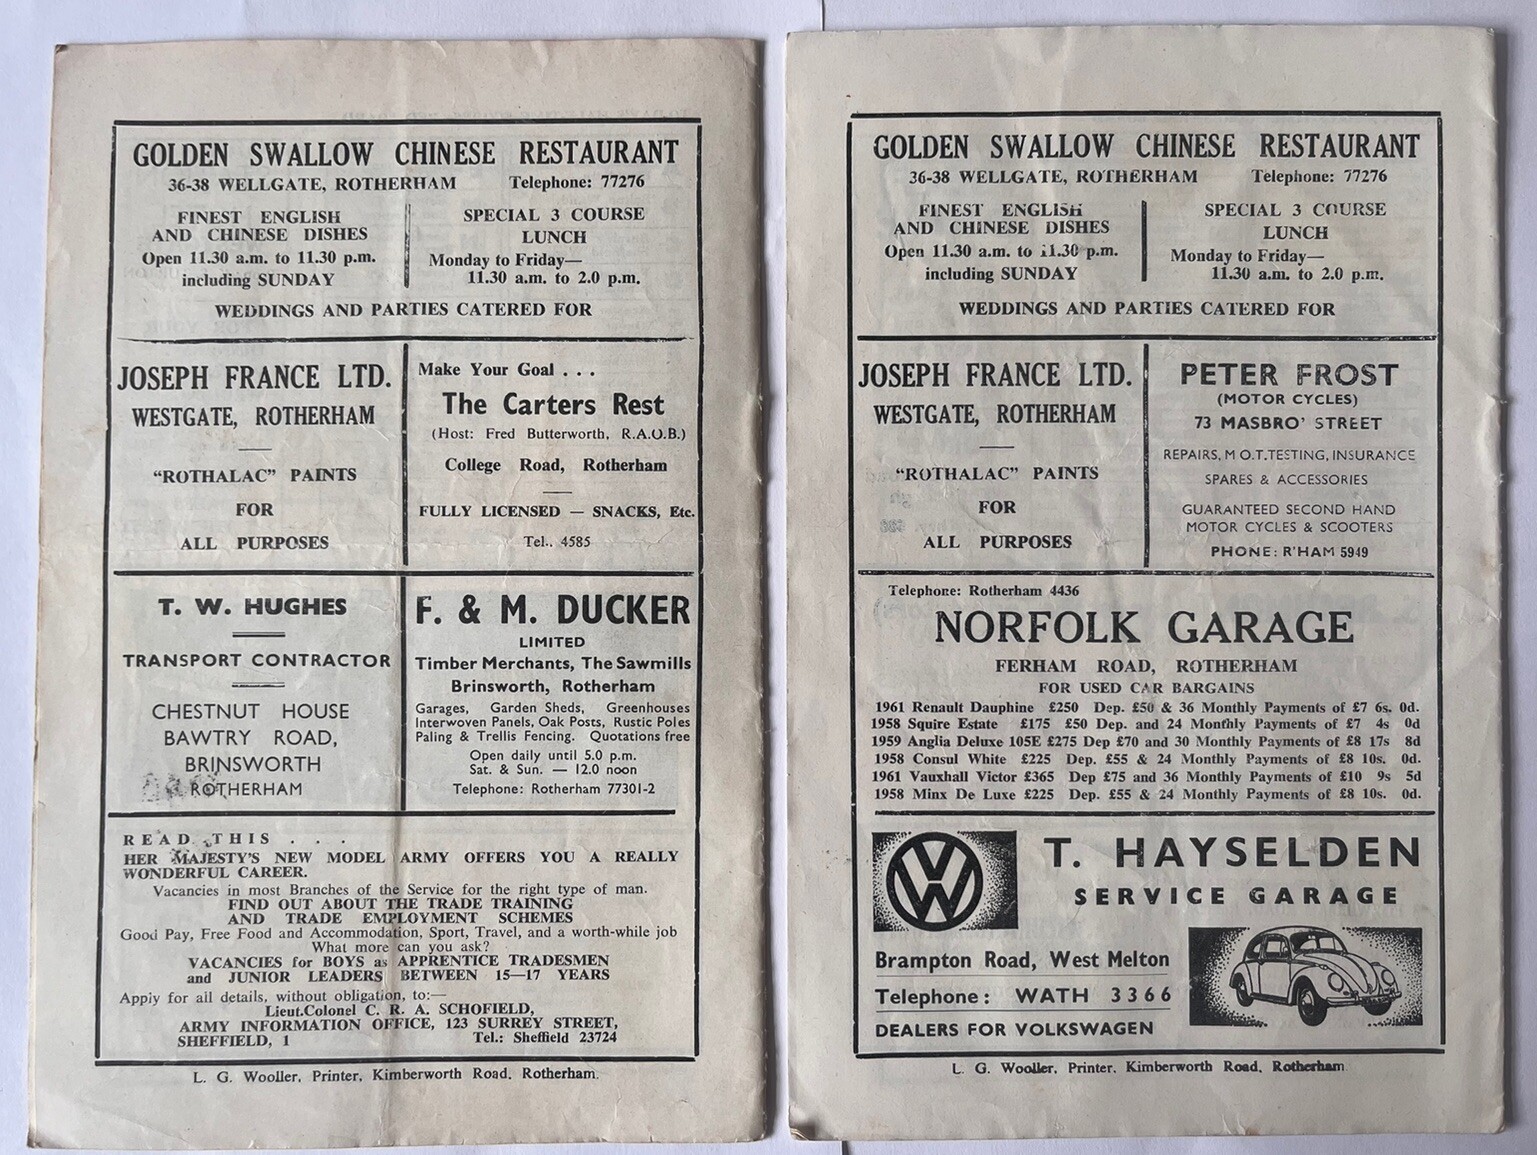 GOLDEN SWALLOW CHINESE RESTAURANT
36-38 WELLGATE, ROTHERHAM Telephone: 77276
FINEST ENGLISH
AND CHINESE DISHES
Open 11.30 a.m. to 11.30 p.m.
including SUNDAY
SPECIAL 3 COURSE
LUNCH
Monday to Friday—
11.30 a.m. to 2.0 p.m.
WEDDINGS AND PARTIES CATERED FOR
JOSEPH FRANCE LTD.
WESTGATE, ROTHERHAM
"ROTHALAC" PAINTS
FOR
ALL PURPOSES
Make Your Goal . . .
The Carters Rest
(Host: Fred Butterworth, R.A.O.B.)
College Road, Rotherham
FULLY LICENSED — SNACKS, Etc.
Tel.. 4585
T. W. HUGHES
TRANSPORT CONTRACTOR
CHESTNUT HOUSE
BAWTRY ROAD,
BRINSWORTH
ROTHERHAM
F. & M. DUCKER
LIMITED
Timber Merchants, The Sawmills
Brinsworth, Rotherham
Garages, Garden Sheds, Greenhouses
Interwoven Panels, Oak Posts, Rustic Poles
Paling & Trellis Fencing. Quotations free
Open daily until 5.0 p.m.
Sat. & Sun. — 12.0 noon
Telephone: Rotherham 77301-2
READ THIS . . .
HER MAJESTY'S NEW MODEL ARMY OFFERS YOU A REALLY
WONDERFUL CAREER.
Vacancies in most Branches of the Service for the right type of man.
FIND OUT ABOUT THE TRADE TRAINING
AND TRADE EMPLOYMENT SCHEMES
Good Pay, Free Food and Accommodation, Sport, Travel, and a worth-while job
What more can you ask?
VACANCIES for BOYS as APPRENTICE TRADESMEN
and JUNIOR LEADERS BETWEEN 15—17 YEARS
Apply for all details, without obligation, to:—
Lieut.Colonel C. R. A. SCHOFIELD,
ARMY INFORMATION OFFICE, 123 SURREY STREET,
SHEFFIELD, 1 Tel.: Sheffield 23724
L. G. Wooller, Printer, Kimberworth Road, Rotherham.
GOLDEN SWALLOW CHINESE RESTAURANT
36-38 WELLGATE, ROTHERHAM Telephone: 77276
FINEST ENGLISH
AND CHINESE DISHES
Open 11.30 a.m. to 11.30 p.m.
including SUNDAY
SPECIAL 3 COURSE
LUNCH
Monday to Friday—
11.30 a.m. to 2.0 p.m.
WEDDINGS AND PARTIES CATERED FOR
JOSEPH FRANCE LTD.
WESTGATE, ROTHERHAM
"ROTHALAC" PAINTS
FOR
ALL PURPOSES
PETER FROST
(MOTOR CYCLES)
73 MASBRO' STREET
REPAIRS, M O.T.TESTING, INSURANCE
SPARES & ACCESSORIES
GUARANTEED SECOND HAND
MOTOR CYCLES & SCOOTERS
PHONE: R'HAM 5949
Telephone: Rotherham 4436
NORFOLK GARAGE
FERHAM ROAD, ROTHERHAM
FOR USED CAR BARGAINS
1961 Renault Dauphine £250 Dep. £50 & 36 Monthly Payments of £7 6s. 0d.
1958 Squire Estate £175 £50 Dep. and 24 Monthly Payments of £7 4s 0d
1959 Anglia Deluxe 105E £275 Dep £70 and 30 Monthly Payments of £8 17s 8d
1958 Consul White £225 Dep. £55 & 24 Monthly Payments of £8 10s. 0d.
1961 Vauxhall Victor £365 Dep £75 and 36 Monthly Payments of £10 9s 5d
1958 Minx De Luxe £225 Dep. £55 & 24 Monthly Payments of £8 10s. 0d.
VW
T. HAYSELDEN
SERVICE GARAGE
Brampton Road, West Melton
Telephone: WATH 3366
DEALERS FOR VOLKSWAGEN
L. G. Wooller, Printer, Kimberworth Road, Rotherham